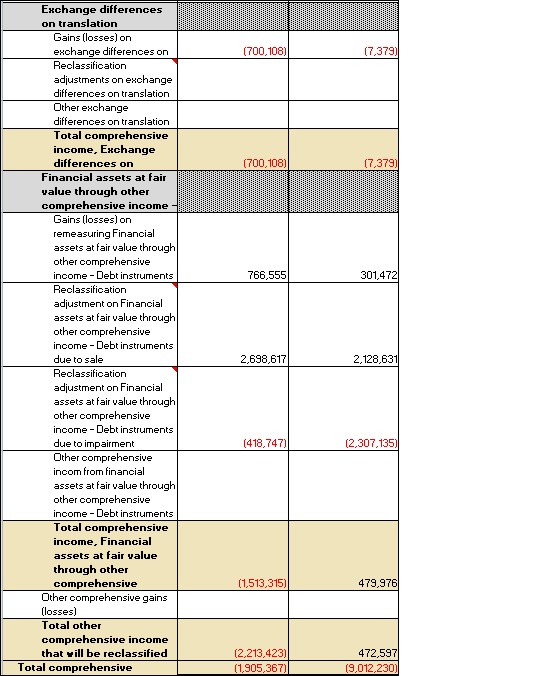 Exchange differences
on translation
Gains (losses) on
exchange differences on (700,108) (7,379)
Reclassification
adjustments on exchange
differences on translation
Other exchange
differences on translation
Total comprehensive
income, Exchange
differences on (700,108) (7,379)
Financial assets at fair
value through other
comprehensive income -
Gains (losses) on
remeasuring Financial
assets at fair value through
other comprehensive
income - Debt instruments 766,555 301,472
Reclassification
adjustment on Financial
assets at fair value through
other comprehensive
income - Debt instruments
due to sale 2,698,617 2,128,631
Reclassification
adjustment on Financial
assets at fair value through
other comprehensive
income - Debt instruments
due to impairment (418,747) (2,307,135)
Other comprehensive
incom from financial
assets at fair value through
other comprehensive
income - Debt instruments
Total comprehensive
income, Financial
assets at fair value
through other
comprehensive (1,513,315) 479,976
Other comprehensive gains
(losses)
Total other
comprehensive income
that will be reclassified (2,213,423) 472,597
Total comprehensive (1,905,367) (9,012,230)